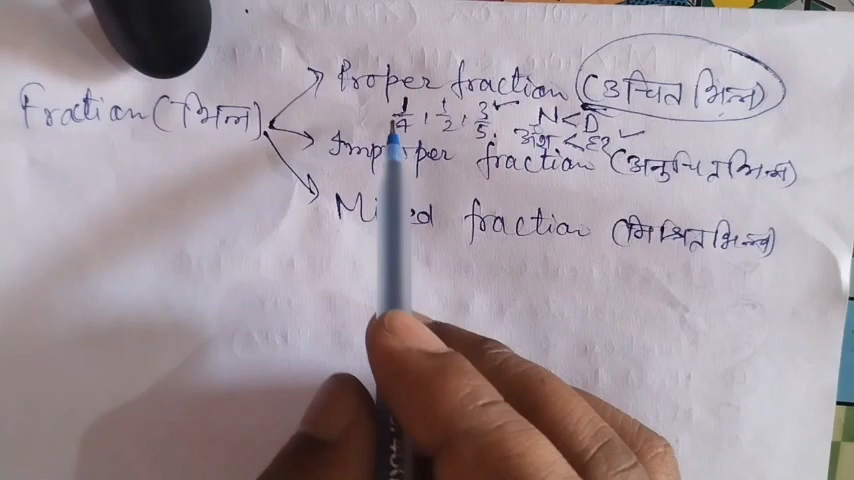 Proper fraction (उचित भिन्न)
Fraction (भिन्न)
1/4, 1/2, 3/5 ✓ N < D
अंश < हर ✓
Improper fraction (अनुचित भिन्न)
Mixed fraction (मिश्रित भिन्न)